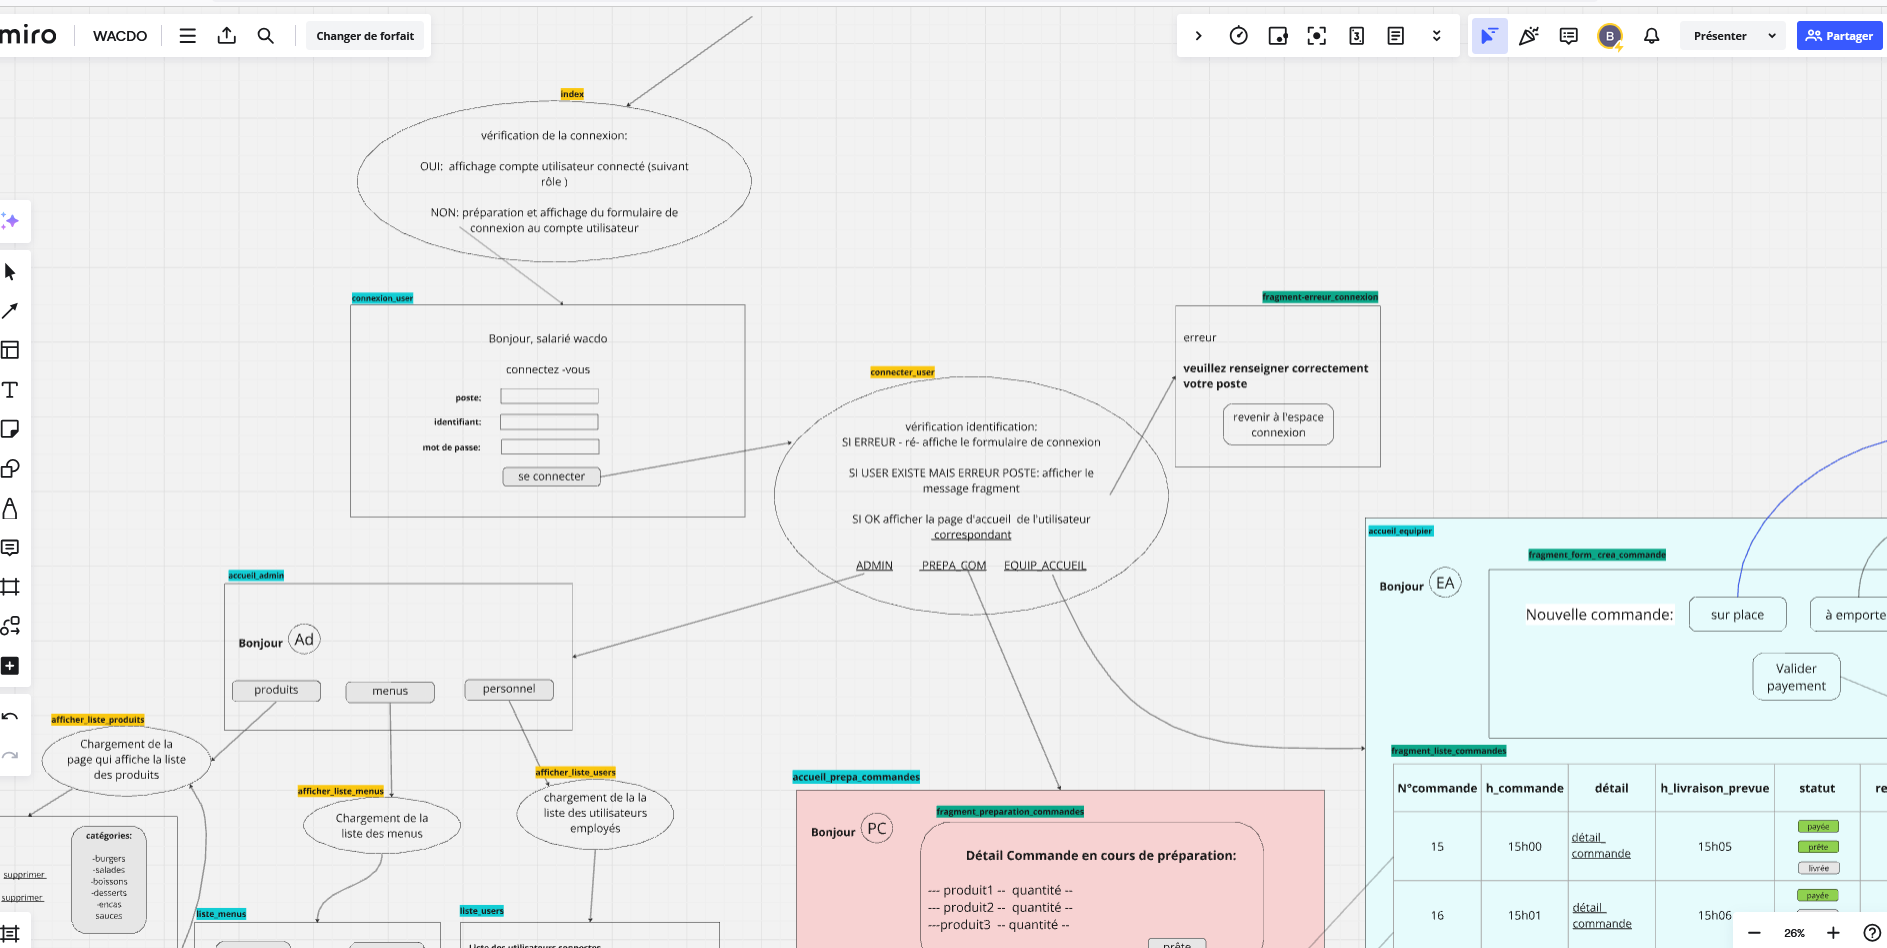 miro
WACDO
Changer de forfait
3
B
Présenter
Partager
index
vérification de la connexion:
OUI:  affichage compte utilisateur connecté (suivant
rôle )
NON: préparation et affichage du formulaire de
connexion au compte utilisateur
connexion_user
Bonjour, salarié wacdo
connectez -vous
poste:
identifiant:
mot de passe:
se connecter
fragment-erreur_connexion
erreur
veuillez renseigner correctement
votre poste
revenir à l'espace
connexion
connecter_user
vérification identification:
SI ERREUR - ré- affiche le formulaire de connexion
SI USER EXISTE MAIS ERREUR POSTE: afficher le
message fragment
SI OK afficher la page d'accueil  de l'utilisateur
correspondant
ADMIN PREPA_COM EQUIP_ACCUEIL
accueil_admin
Bonjour Ad
produits menus personnel
afficher_liste_produits
Chargement de la
page qui affiche la liste
des produits
afficher_liste_menus
Chargement de la
liste des menus
afficher_liste_users
chargement de la la
liste des utilisateurs
employés
catégories:
-burgers
-salades
-boissons
-desserts
-encas
sauces
supprimer
supprimer
liste_menus
liste_users
Liste des utilisateurs connectes
accueil_prepa_commandes
Bonjour PC
fragment_preparation_commandes
Détail Commande en cours de préparation:
--- produit1 --  quantité --
--- produit2 --  quantité --
---produit3  -- quantité --
prête
accueil_equipier
Bonjour EA
fragment_form_ crea_commande
Nouvelle commande: sur place à emporte
Valider
payement
fragment_liste_commandes
N°commande h_commande détail h_livraison_prevue statut re
15 15h00 détail_
commande 15h05 payée
prête
livrée
16 15h01 détail_
commande 15h06 payée
26%